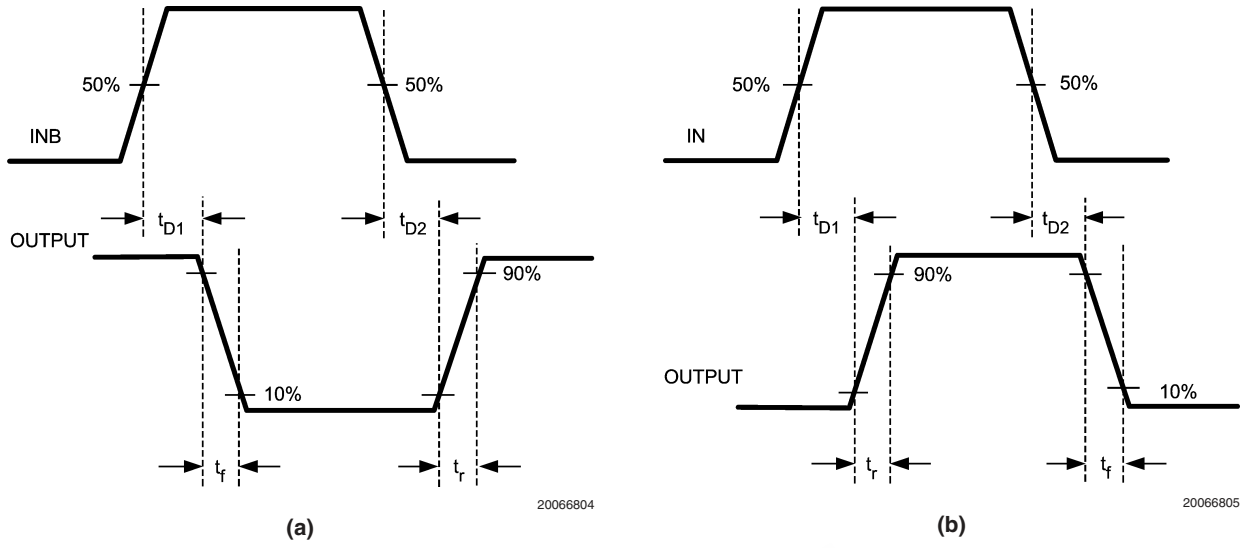 50%
50%
INB
tD1
tD2
OUTPUT
90%
10%
tf
tr
20066804
(a)
50%
50%
IN
tD1
tD2
90%
OUTPUT
10%
tr
tf
20066805
(b)